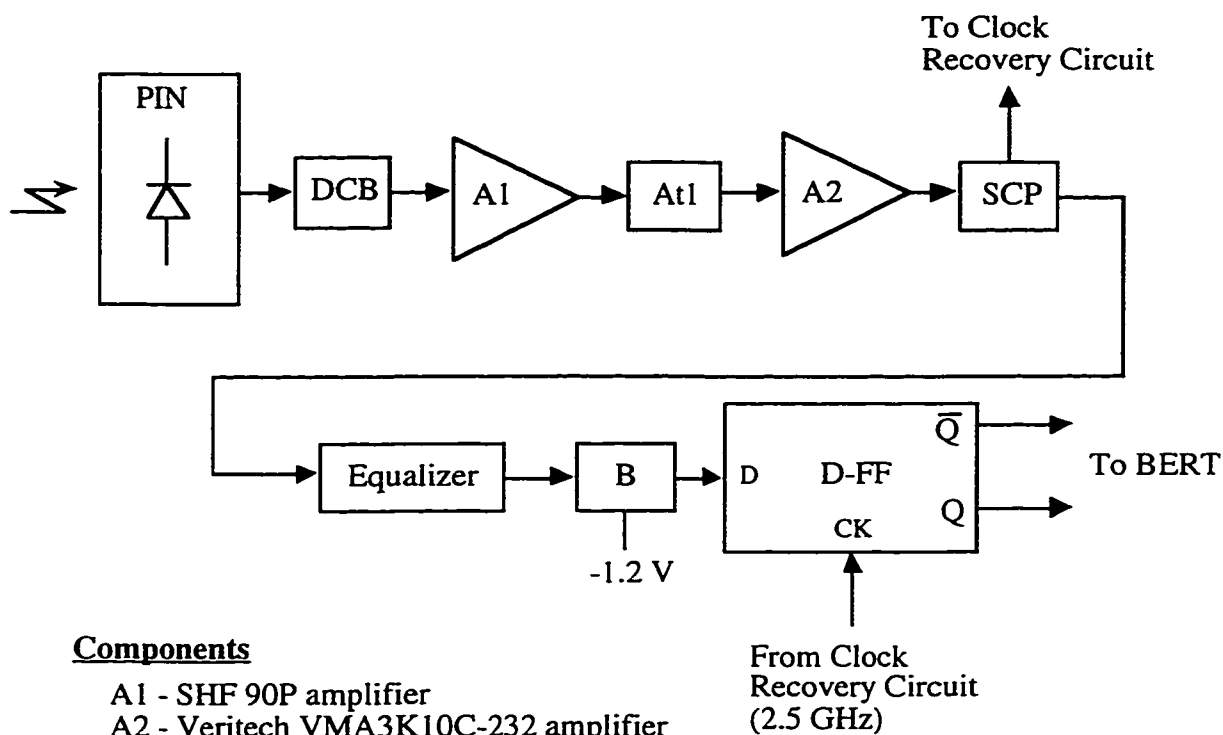 To Clock
Recovery Circuit
PIN
DCB
A1
At1
A2
SCP
Equalizer
B
-1.2 V
D
D-FF
Q̅
Q
CK
To BERT
From Clock
Recovery Circuit
(2.5 GHz)
Components
A1 - SHF 90P amplifier
A2 - Veritech VMA3K10C-232 amplifier